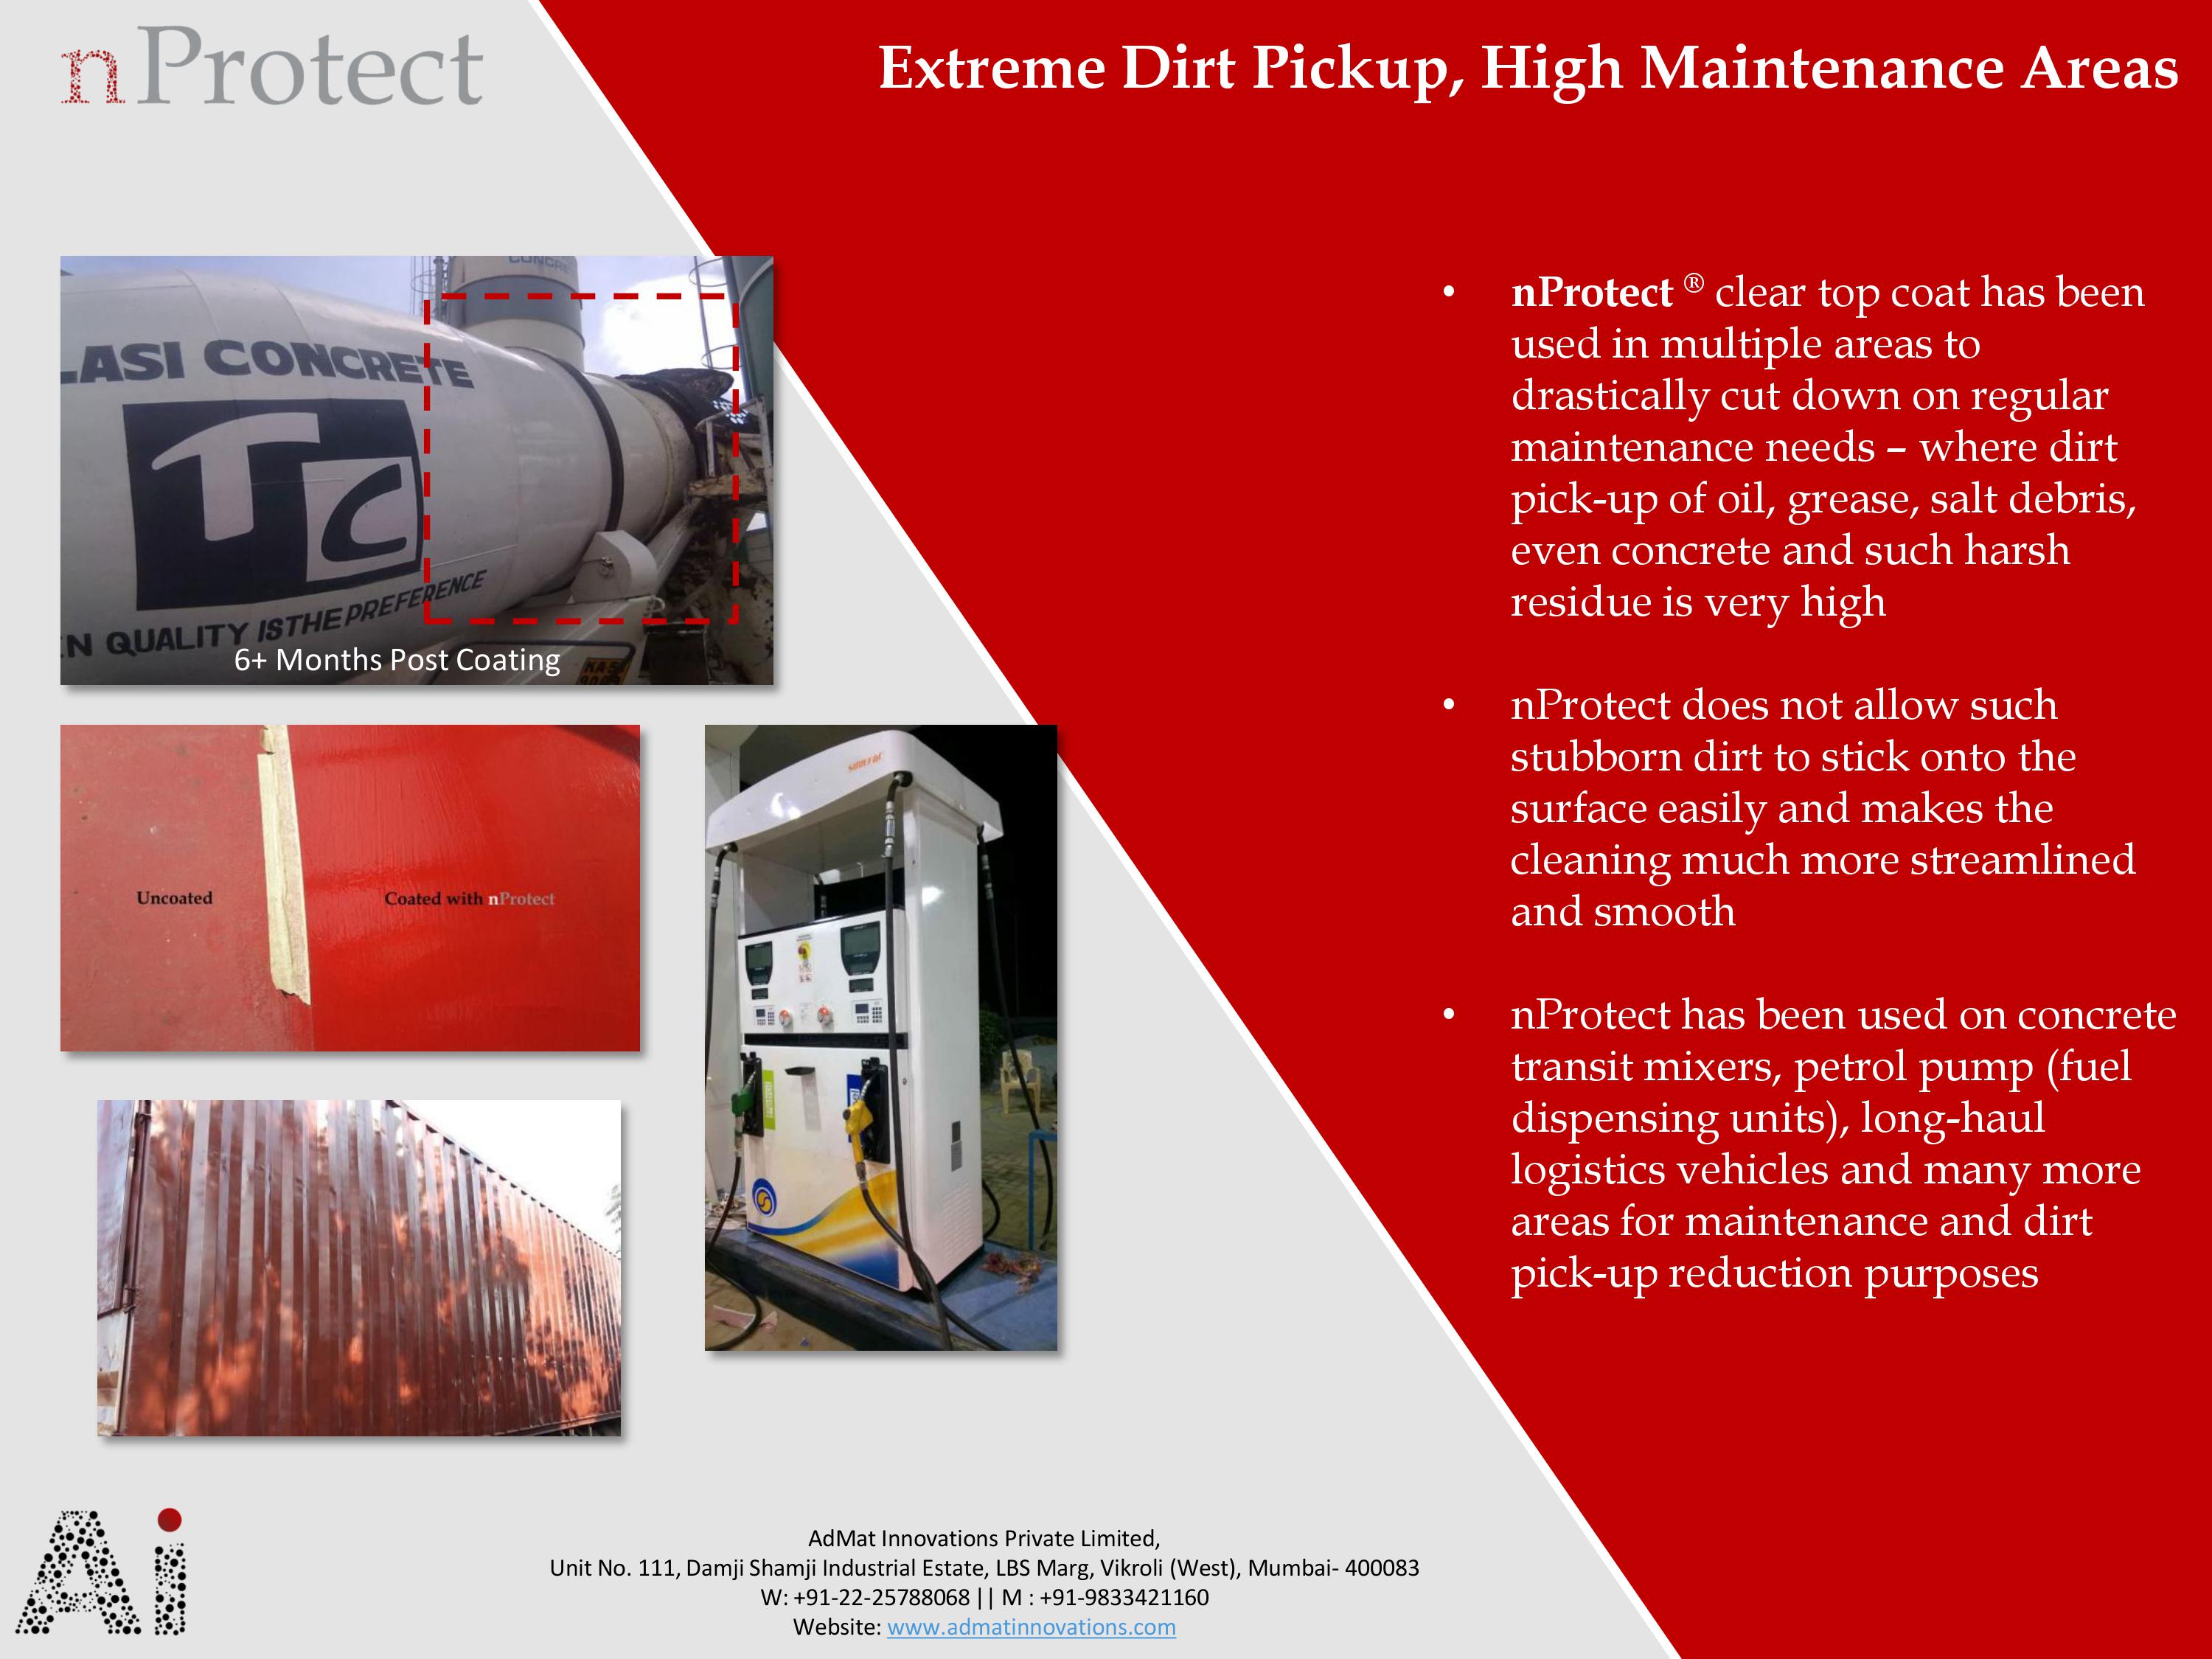 nProtect
Extreme Dirt Pickup, High Maintenance Areas
CONCRE
LASI CONCRETE
TC
EN QUALITY IS THE PREFERENCE
6+ Months Post Coating
Uncoated
Coated with nProtect
• nProtect ® clear top coat has been
used in multiple areas to
drastically cut down on regular
maintenance needs – where dirt
pick-up of oil, grease, salt debris,
even concrete and such harsh
residue is very high
• nProtect does not allow such
stubborn dirt to stick onto the
surface easily and makes the
cleaning much more streamlined
and smooth
• nProtect has been used on concrete
transit mixers, petrol pump (fuel
dispensing units), long-haul
logistics vehicles and many more
areas for maintenance and dirt
pick-up reduction purposes
Ai
AdMat Innovations Private Limited,
Unit No. 111, Damji Shamji Industrial Estate, LBS Marg, Vikroli (West), Mumbai- 400083
W: +91-22-25788068 || M : +91-9833421160
Website: www.admatinnovations.com